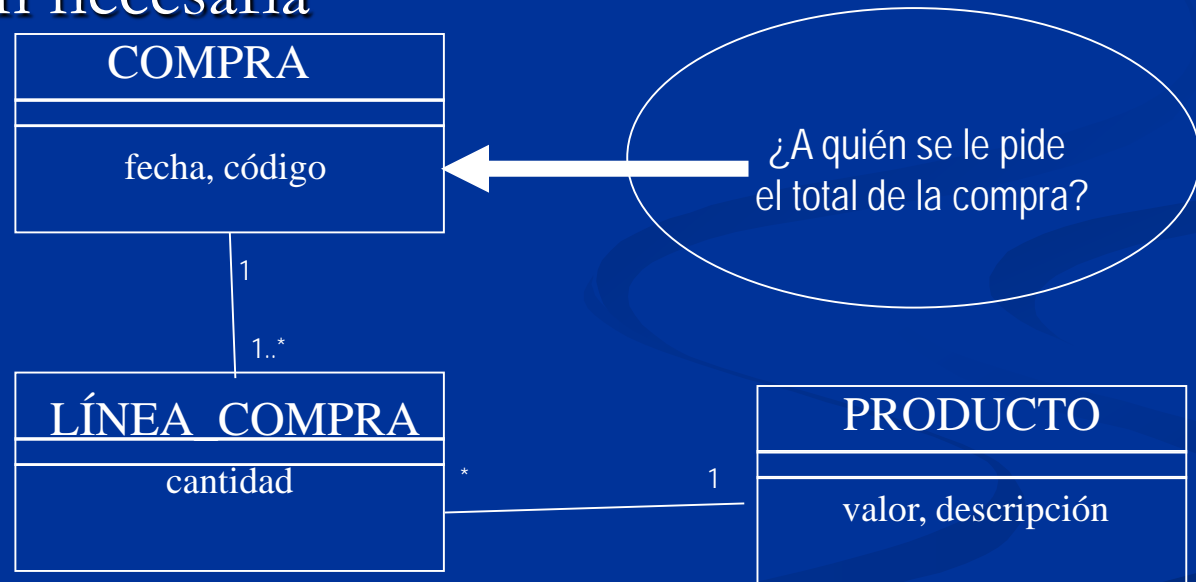 necesaria
COMPRA
fecha, código
¿A quién se le pide
el total de la compra?
1
1..*
LÍNEA_COMPRA
cantidad
*
1
PRODUCTO
valor, descripción